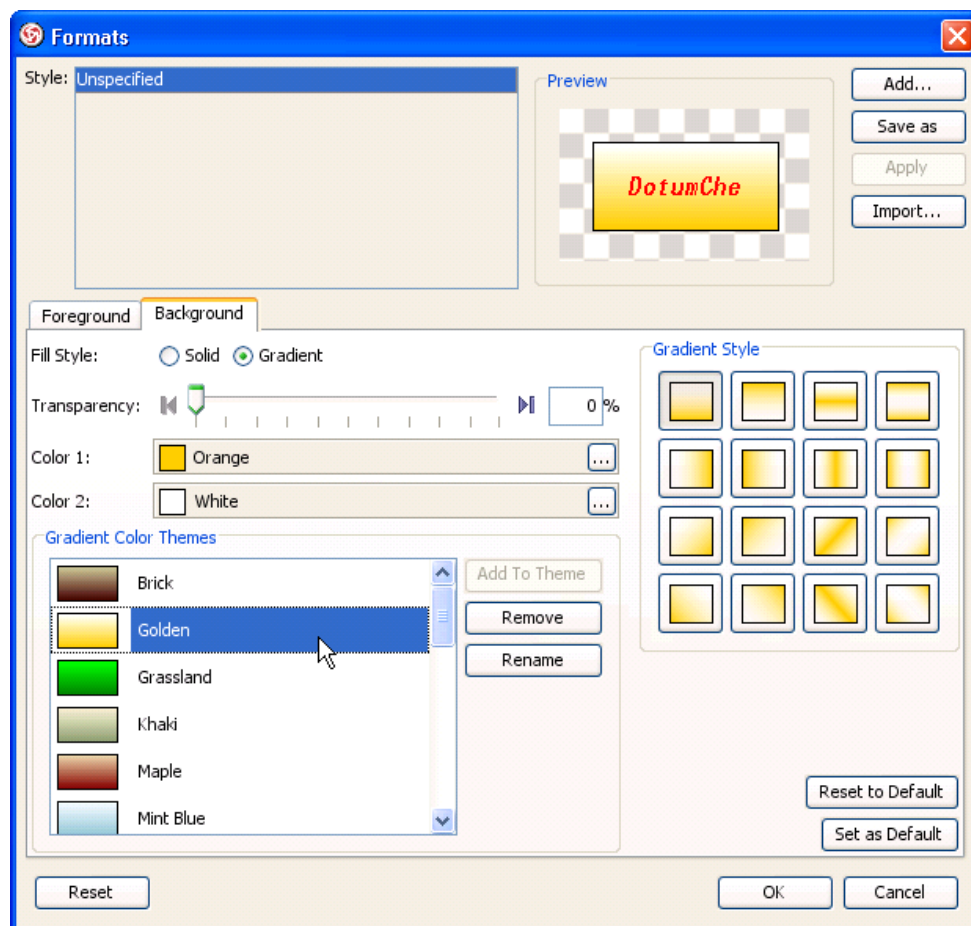 Formats
Style: Unspecified
Preview
DotumChe
Add...
Save as
Apply
Import...
Foreground Background
Fill Style: Solid Gradient
Transparency: 0 %
Color 1: Orange ...
Color 2: White ...
Gradient Color Themes
Brick
Golden
Grassland
Khaki
Maple
Mint Blue
Add To Theme
Remove
Rename
Gradient Style
Reset to Default
Set as Default
Reset OK Cancel